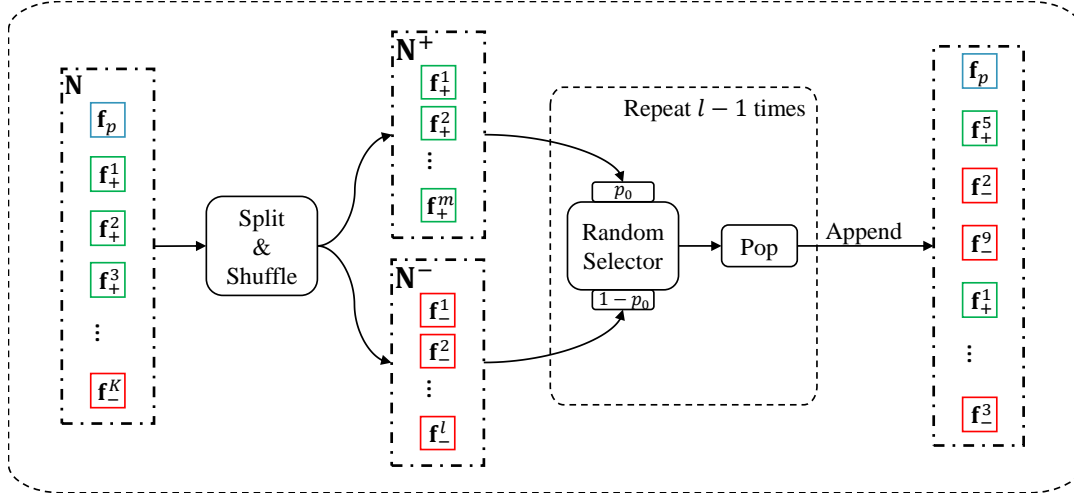 N
f_p
f_+^1
f_+^2
f_+^3
...
f_-^K
Split
&
Shuffle
N^+
f_+^1
f_+^2
...
f_+^m
N^-
f_-^1
f_-^2
...
f_-^l
Repeat l − 1 times
p_0
Random
Selector
1 − p_0
Pop
Append
f_p
f_+^5
f_-^2
f_-^9
f_+^1
...
f_-^3